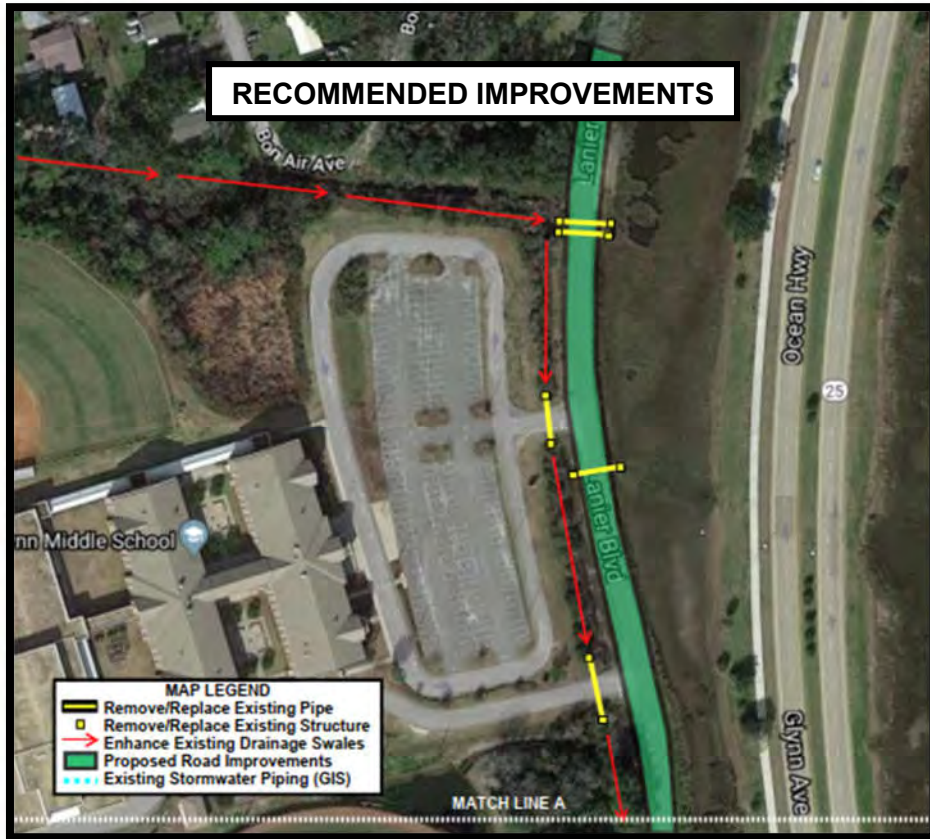 RECOMMENDED IMPROVEMENTS
Bon Air Ave
Bo
Lanier
Ocean Hwy
25
Lanier Blvd
nn Middle School
Glynn Ave
MAP LEGEND
Remove/Replace Existing Pipe
Remove/Replace Existing Structure
Enhance Existing Drainage Swales
Proposed Road Improvements
Existing Stormwater Piping (GIS)
MATCH LINE A